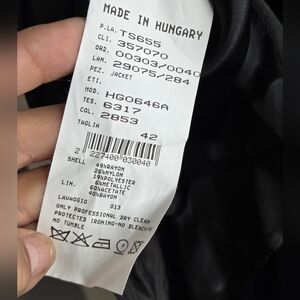 MADE IN HUNGARY
P.LA. TS655
CLI. 357070
ORD. 00303/0040
LAN. 29075/284
PEZ. JACKET
ETI.
MOD. HG0646A
TES. 6317
COL. 2853
TAGLIA 42
2 227400 030040
SHELL 49%RAYON
26%NYLON
19%POLYESTER
6%METALLIC
LIN. 60%ACETATE
40%RAYON
LAVAGGIO 013
ONLY PROFESSIONAL DRY CLEAN
PROTECTED IRONING-NO BLEACHING
NO TUMBLE